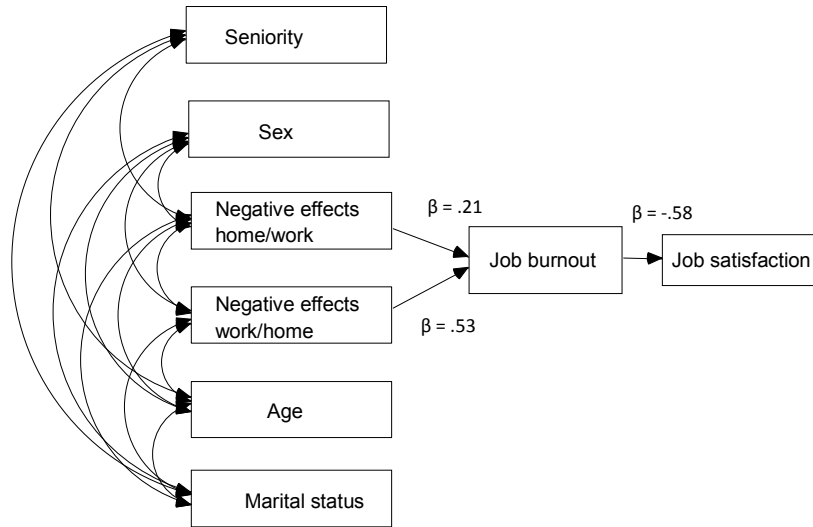 Seniority
Sex
Negative effects
home/work
Negative effects
work/home
Age
Marital status
β = .21
β = .53
Job burnout
β = -.58
Job satisfaction